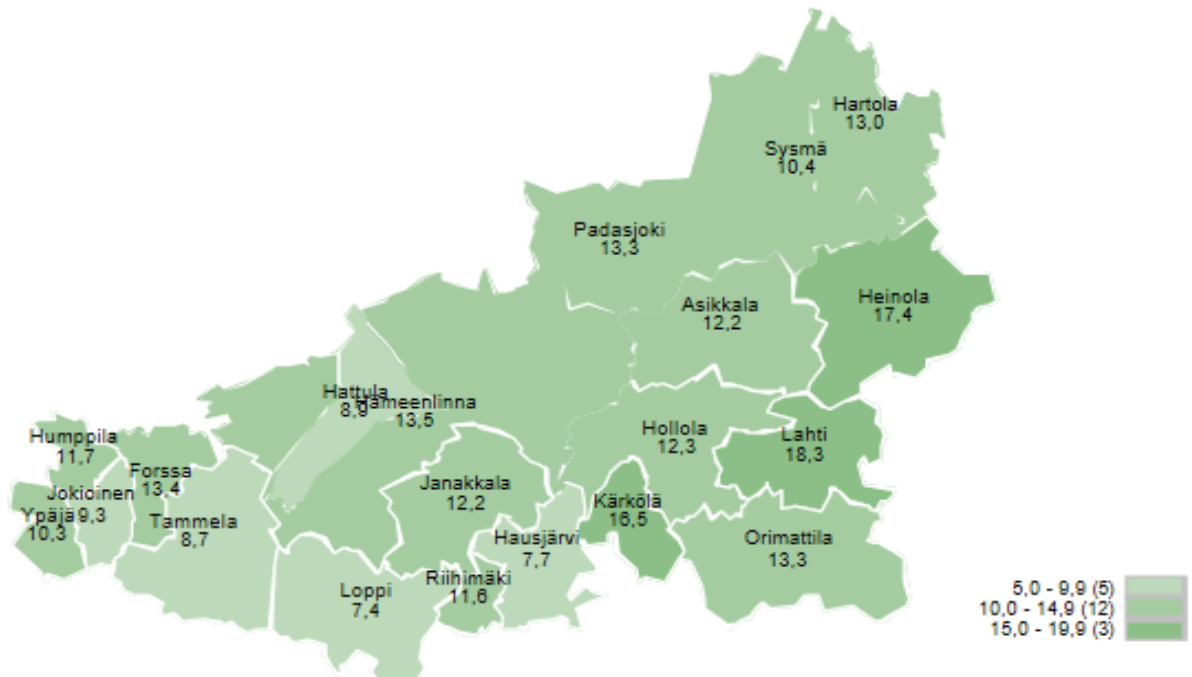 Hartola
13,0
Sysmä
10,4
Padasjoki
13,3
Heinola
17,4
Asikkala
12,2
Hattula
8,9
Hämeenlinna
13,5
Humppila
11,7
Hollola
12,3
Lahti
18,3
Forssa
13,4
Janakkala
12,2
Kärkölä
16,5
Jokioinen
9,3
Ypäjä
10,3
Tammela
8,7
Hausjärvi
7,7
Orimattila
13,3
Riihimäki
11,6
Loppi
7,4
5,0 - 9,9 (5)
10,0 - 14,9 (12)
15,0 - 19,9 (3)